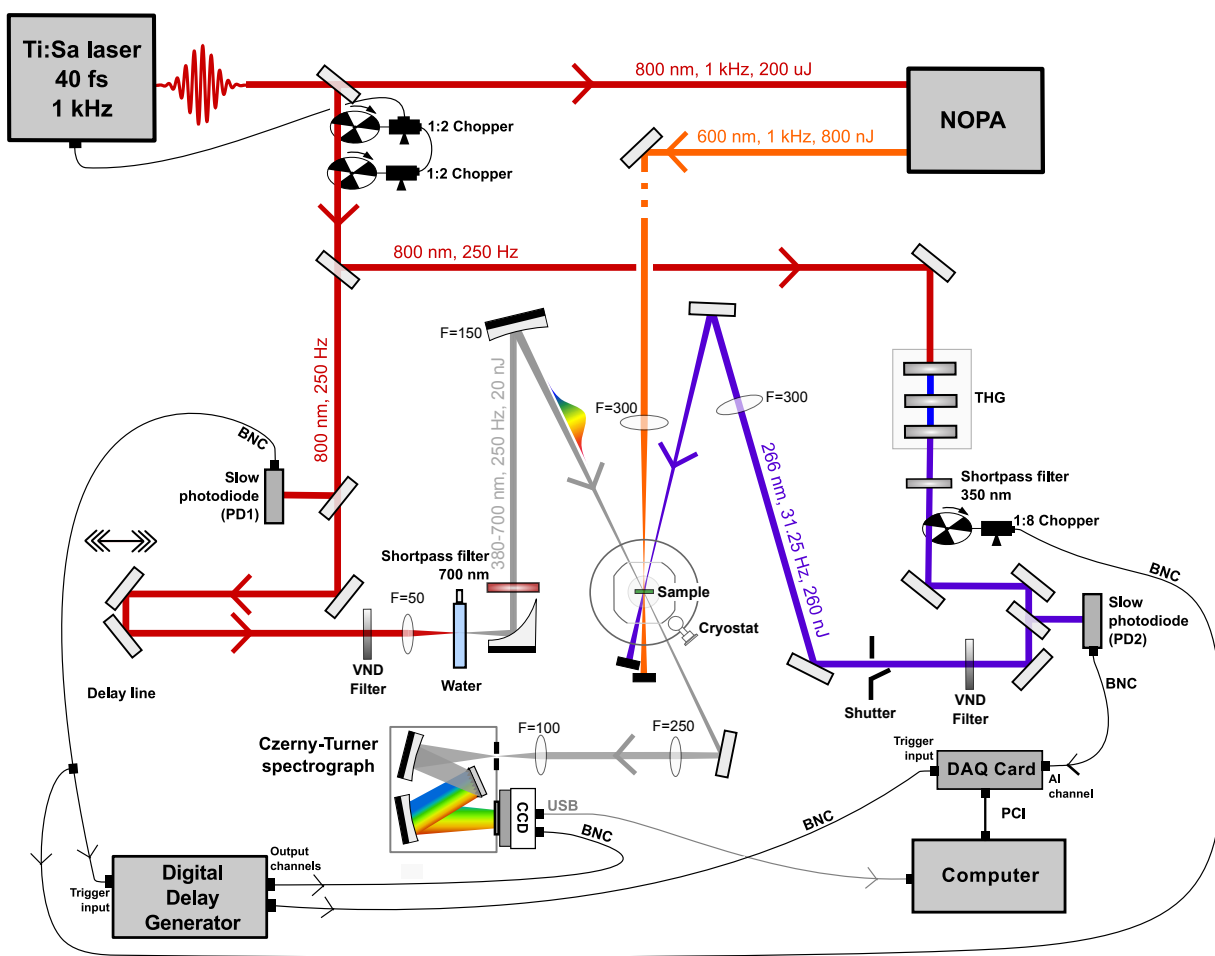 Ti:Sa laser
40 fs
1 kHz
800 nm, 1 kHz, 200 uJ
NOPA
1:2 Chopper
1:2 Chopper
600 nm, 1 kHz, 800 nJ
800 nm, 250 Hz
F=150
800 nm, 250 Hz
380-700 nm, 250 Hz, 20 nJ
F=300
F=300
THG
BNC
Slow
photodiode
(PD1)
266 nm, 31.25 Hz, 260 nJ
Shortpass filter
350 nm
1:8 Chopper
Shortpass filter
700 nm
BNC
F=50
Sample
Cryostat
Slow
photodiode
(PD2)
VND
Filter
Water
Delay line
Shutter
VND
Filter
BNC
F=100
F=250
Czerny-Turner
spectrograph
Trigger
input
DAQ Card
AI
channel
CCD
USB
BNC
BNC
PCI
Output
channels
Digital
Delay
Generator
Trigger
input
Computer